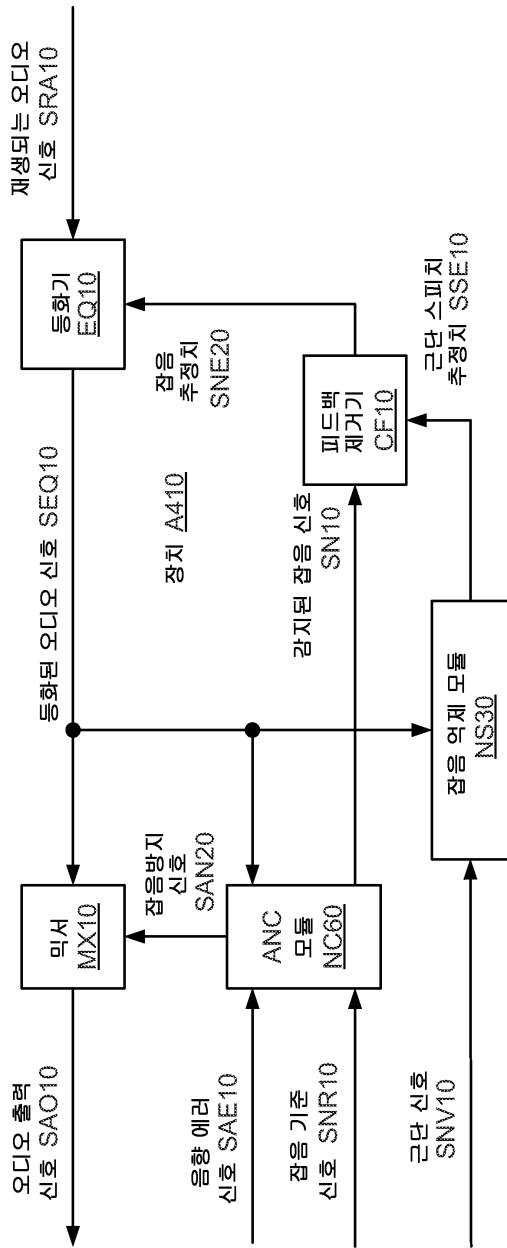 오디오 출력
신호 SAO10
믹서
MX10
등화된 오디오 신호 SEQ10
등화기
EQ10
재생되는 오디오
신호 SRA10
잡음방지
신호
SAN20
장치 A410
잡음
추정치
SNE20
음향 에러
신호 SAE10
잡음 기준
신호 SNR10
ANC
모듈
NC60
감지된 잡음 신호
SN10
피드백
제거기
CF10
근단 스피치
추정치 SSE10
근단 신호
SNV10
잡음 억제 모듈
NS30